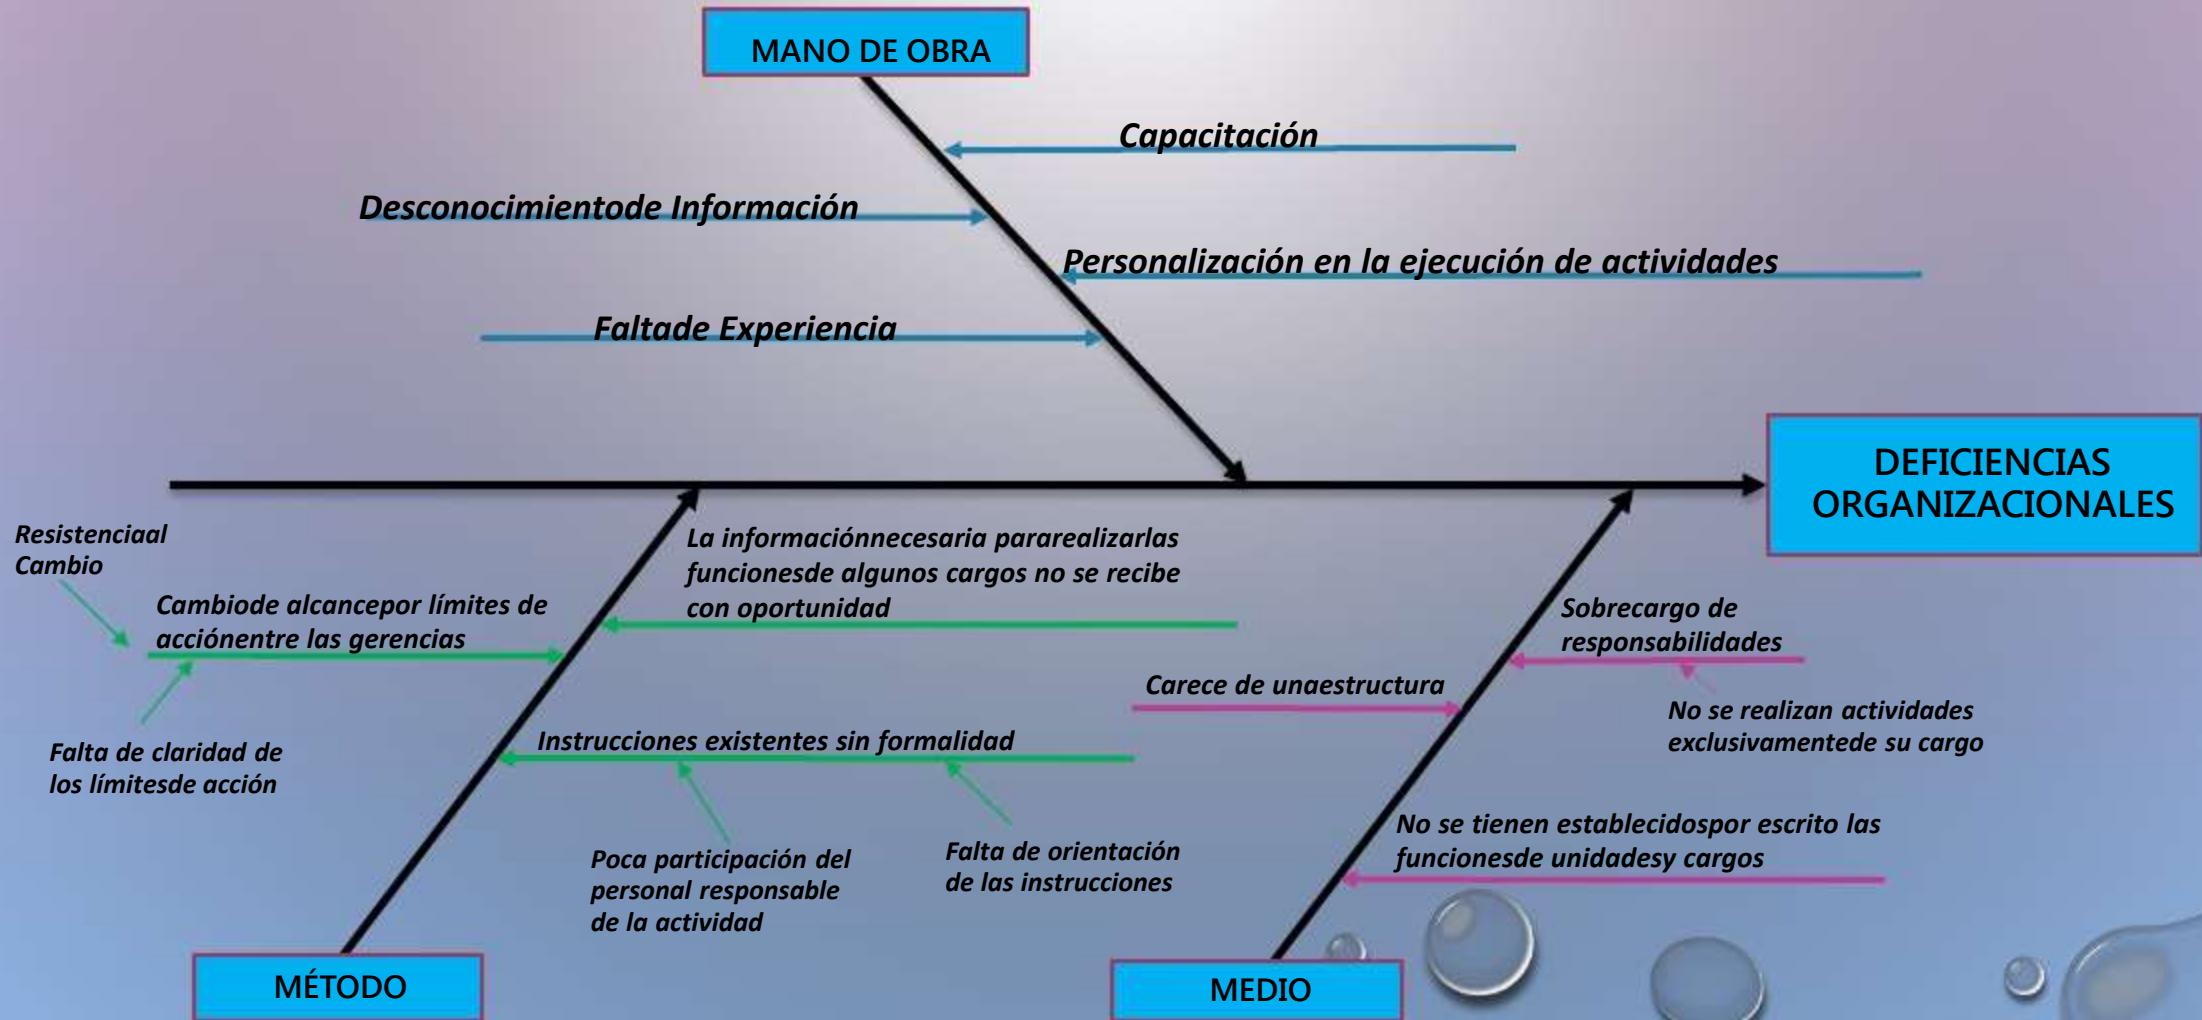 MANO DE OBRA
Capacitación
Desconocimientode Información
Personalización en la ejecución de actividades
Faltade Experiencia
DEFICIENCIAS
ORGANIZACIONALES
Resistenciaal
Cambio
Cambiode alcancepor límites de
acciónentre las gerencias
Falta de claridad de
los límitesde acción
La informaciónnecesaria pararealizarlas
funcionesde algunos cargos no se recibe
con oportunidad
Instrucciones existentes sin formalidad
Poca participación del
personal responsable
de la actividad
Falta de orientación
de las instrucciones
Sobrecargo de
responsabilidades
Carece de unaestructura
No se realizan actividades
exclusivamentede su cargo
No se tienen establecidospor escrito las
funcionesde unidadesy cargos
MÉTODO
MEDIO